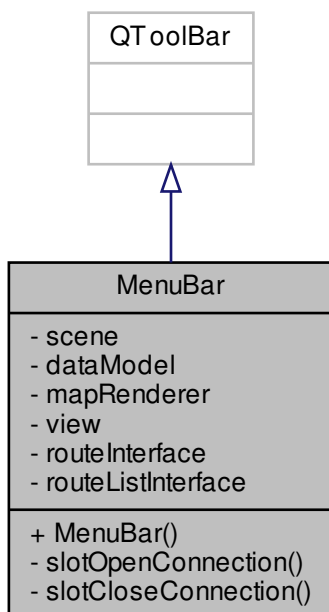 QToolBar
MenuBar
- scene
- dataModel
- mapRenderer
- view
- routeInterface
- routeListInterface
+ MenuBar()
- slotOpenConnection()
- slotCloseConnection()